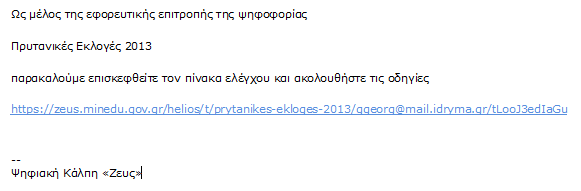 Ως μέλος της εφορευτικής επιτροπής της ψηφοφορίας
Πρυτανικές Εκλογές 2013
παρακαλούμε επισκεφθείτε τον πίνακα ελέγχου και ακολουθήστε τις οδηγίες
https://zeus.minedu.gov.gr/helios/t/prytanikes-ekloges-2013/ggeorg@mail.idryma.gr/tLooJ3edIaGu
--
Ψηφιακή Κάλπη «Ζευς»